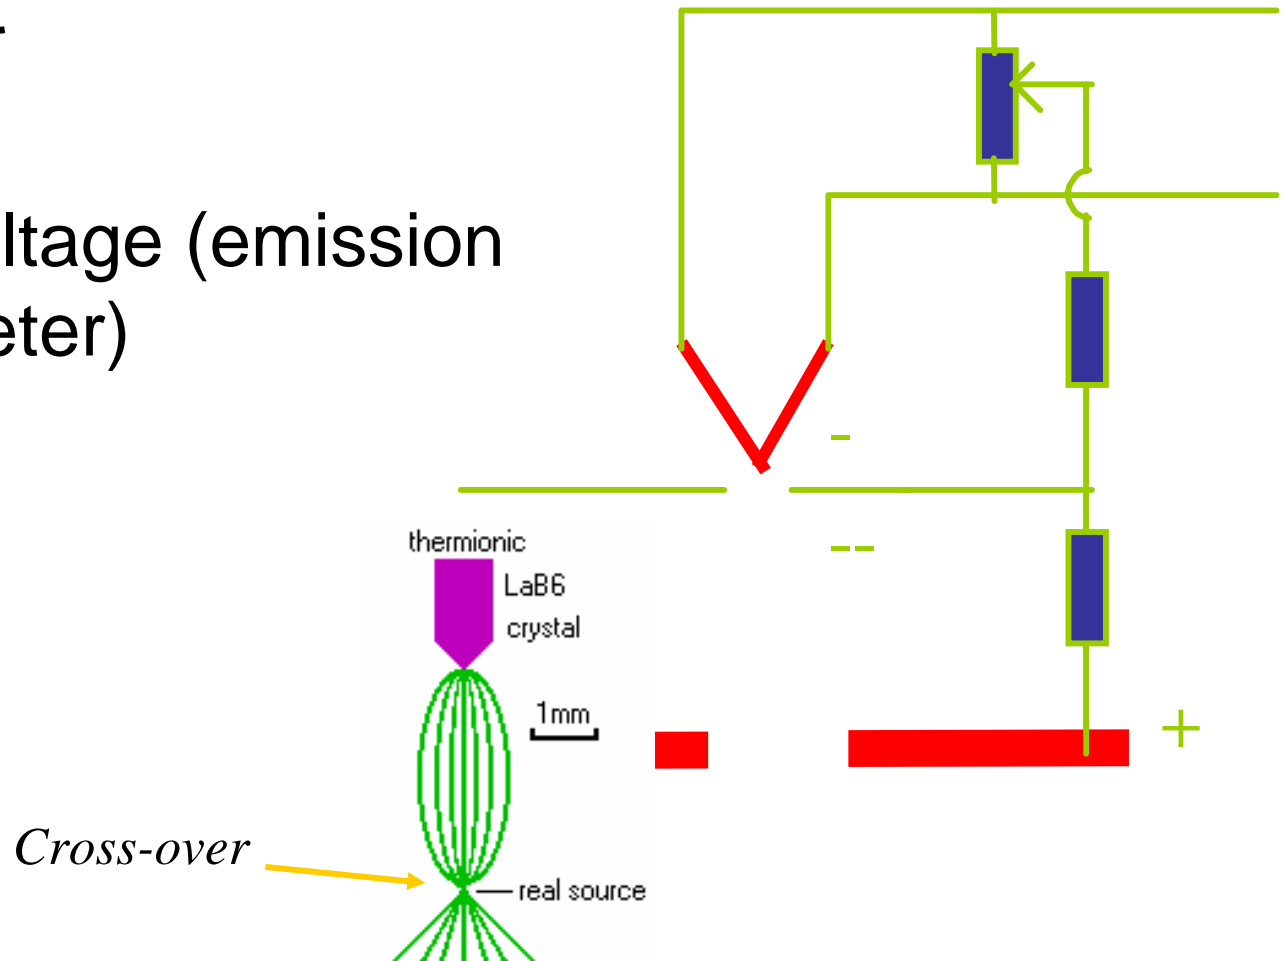 ltage (emission
eter)
-
--
thermionic
LaB6
crystal
1mm
+
Cross-over
real source